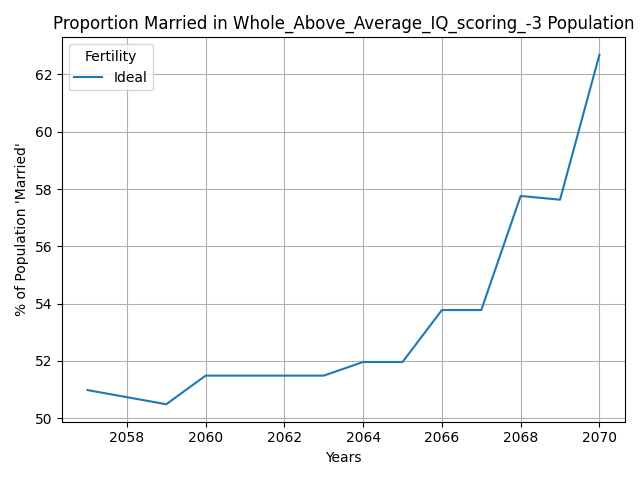 Proportion Married in Whole_Above_Average_IQ_scoring_-3 Population
Fertility
Ideal
% of Population 'Married'
62
60
58
56
54
52
50
2058
2060
2062
2064
2066
2068
2070
Years